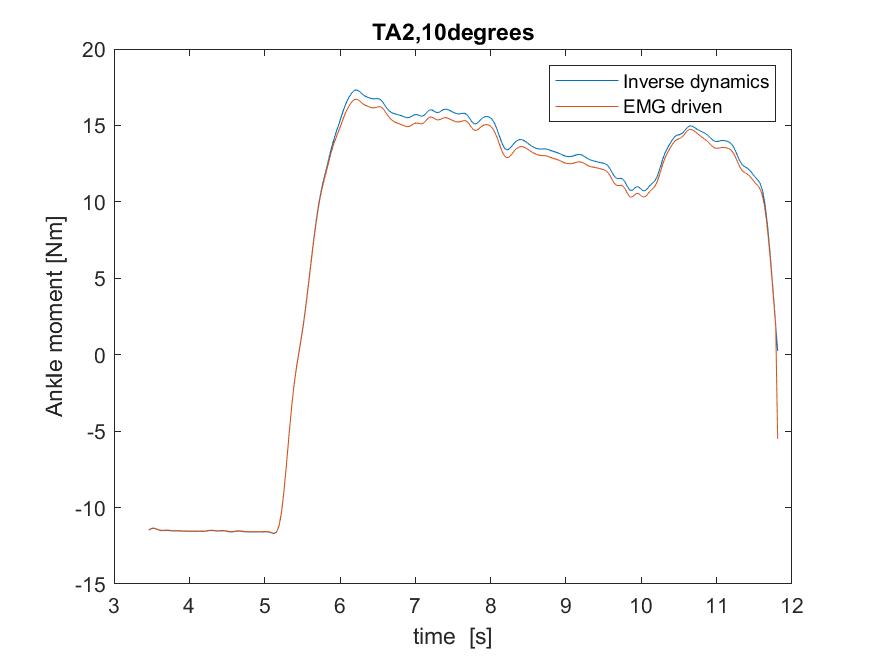 TA2,10degrees
20
15
10
5
0
-5
-10
-15
Ankle moment [Nm]
Inverse dynamics
EMG driven
3 4 5 6 7 8 9 10 11 12
time [s]